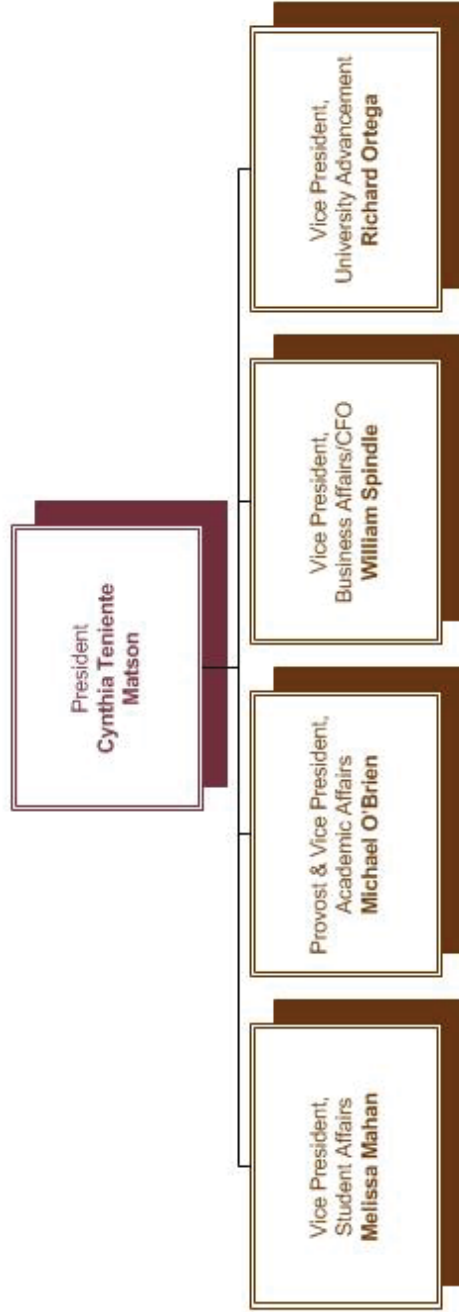 President
Cynthia Teniente
Matson
Vice President,
Student Affairs
Melissa Mahan
Provost & Vice President,
Academic Affairs
Michael O'Brien
Vice President,
Business Affairs/CFO
William Spindle
Vice President,
University Advancement
Richard Ortega